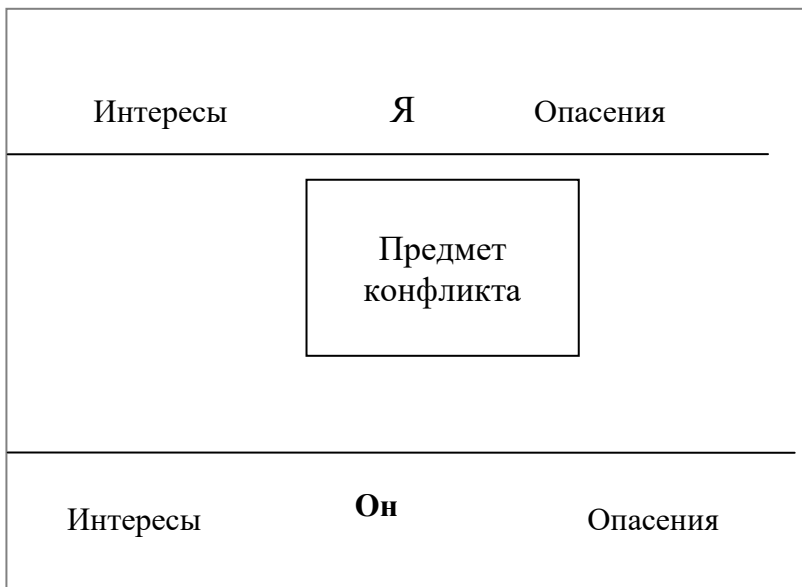 Интересы Я Опасения
Предмет
конфликта
Интересы Он Опасения